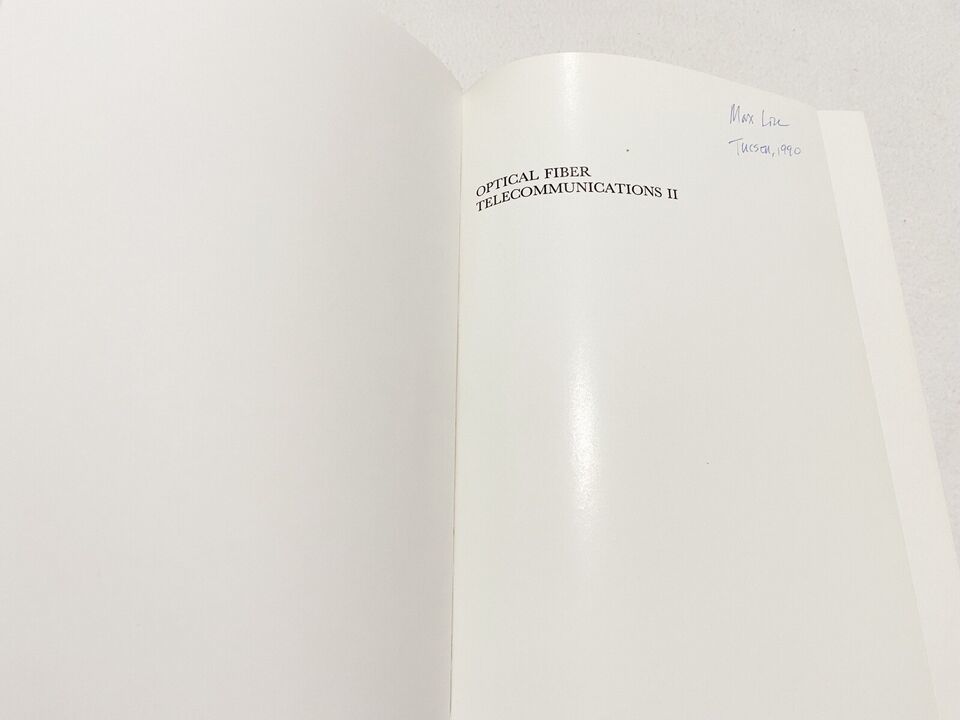 Max
Tucson, 1990
OPTICAL FIBER
TELECOMMUNICATIONS II